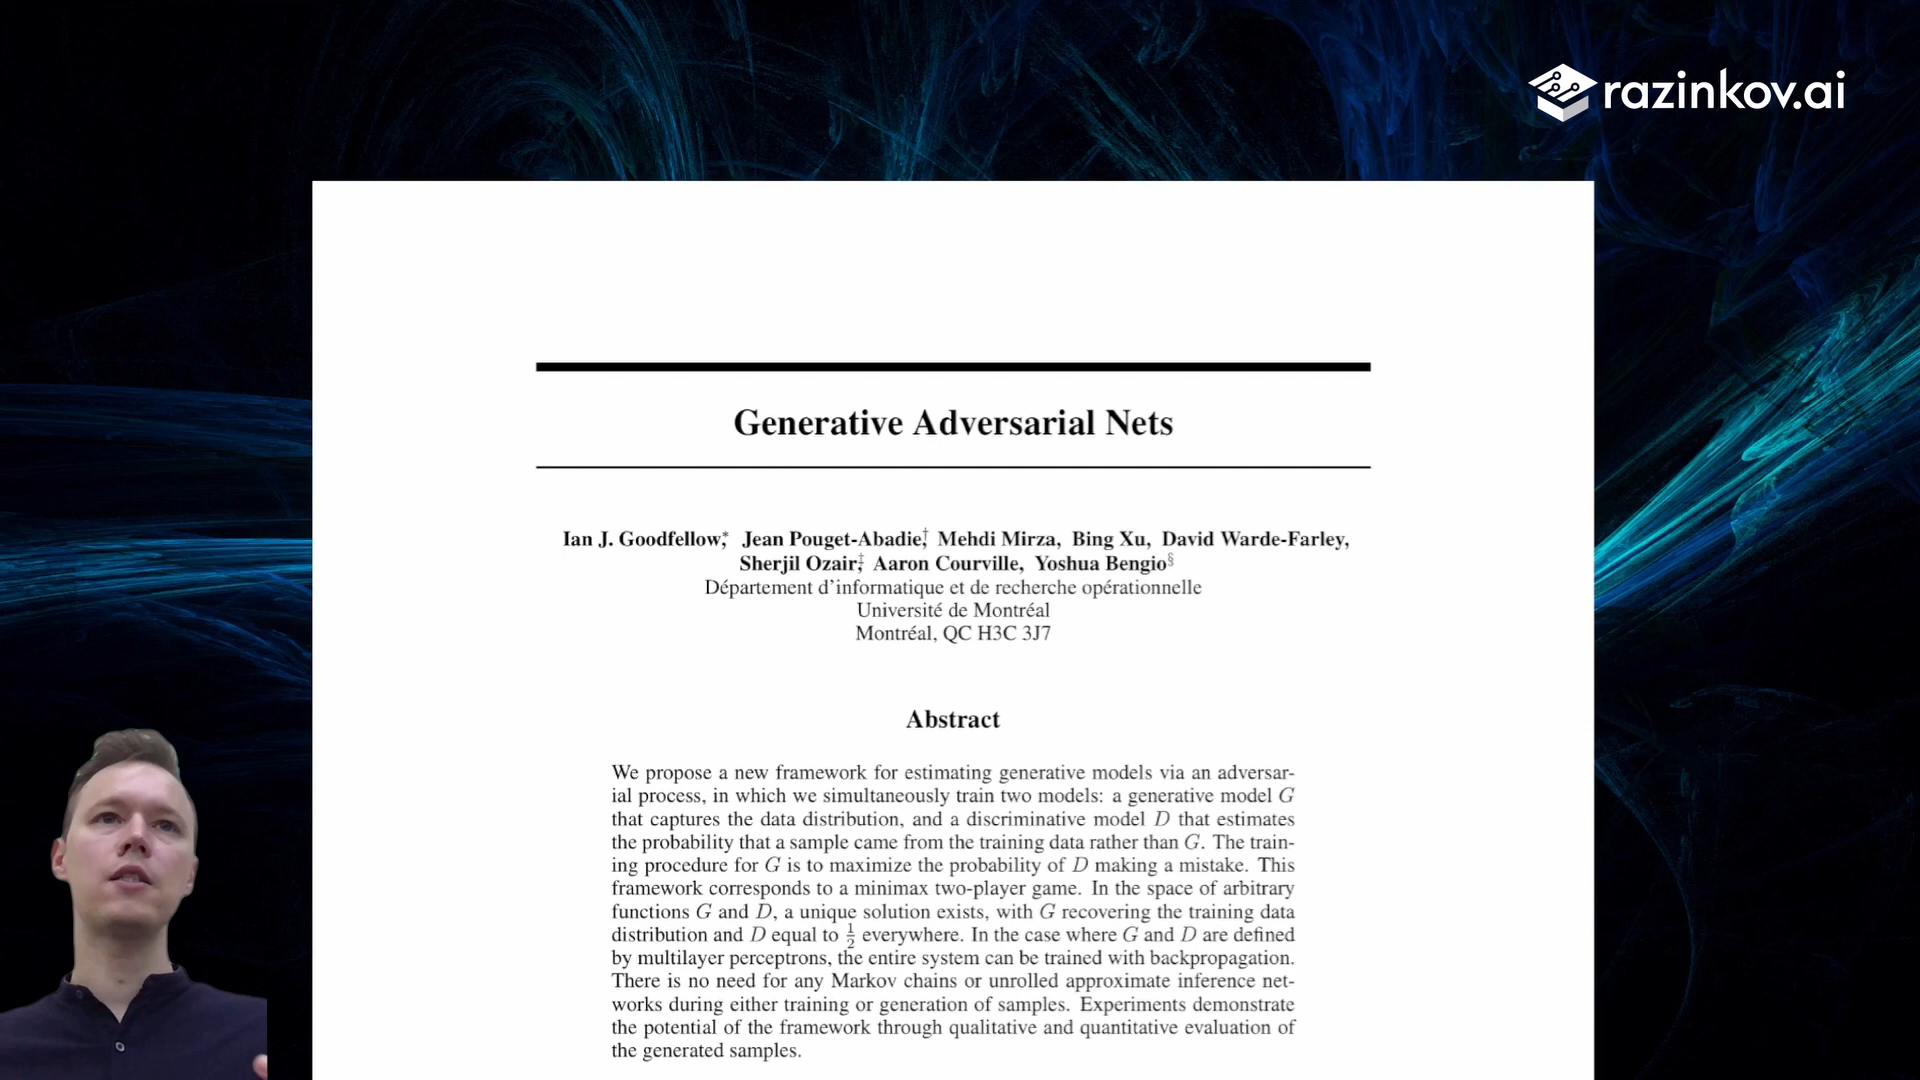 razinkov.ai
Generative Adversarial Nets
Ian J. Goodfellow,* Jean Pouget-Abadie,† Mehdi Mirza, Bing Xu, David Warde-Farley,
Sherjil Ozair,‡ Aaron Courville, Yoshua Bengio§
Département d'informatique et de recherche opérationnelle
Université de Montréal
Montréal, QC H3C 3J7
Abstract
We propose a new framework for estimating generative models via an adversar-
ial process, in which we simultaneously train two models: a generative model G
that captures the data distribution, and a discriminative model D that estimates
the probability that a sample came from the training data rather than G. The train-
ing procedure for G is to maximize the probability of D making a mistake. This
framework corresponds to a minimax two-player game. In the space of arbitrary
functions G and D, a unique solution exists, with G recovering the training data
distribution and D equal to 1/2 everywhere. In the case where G and D are defined
by multilayer perceptrons, the entire system can be trained with backpropagation.
There is no need for any Markov chains or unrolled approximate inference net-
works during either training or generation of samples. Experiments demonstrate
the potential of the framework through qualitative and quantitative evaluation of
the generated samples.